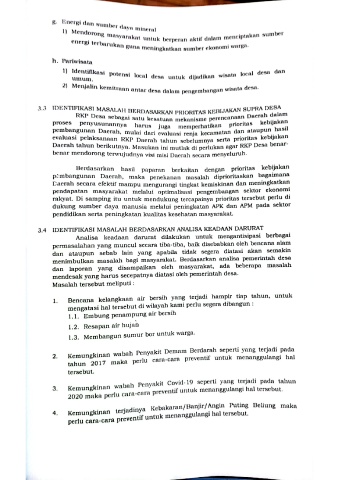 g. Energi dan sumber daya mineral
1) Mendorong masyarakat untuk berperan aktif dalam menciptakan sumber
energi terbarukan guna meningkatkan sumber ekonomi warga.
h. Pariwisata
1) Identifikasi potensi local desa untuk dijadikan wisata local desa dan
umum.
2) Menjalin kemitraan antar desa dalam pengembangan wisata desa.
3.3 IDENTIFIKASI MASALAH BERDASARKAN PRIORITAS KEBIJAKAN SUPRA DESA
RKP Desa sebagai satu kesatuan mekanisme perencanaan Daerah dalam
proses penyusunannya harus juga memperhatikan prioritas kebijakan
pembangunan Daerah, mulai dari evaluasi renja kecamatan dan ataupun hasil
evaluasi pelaksanaan RKP Daerah tahun sebelumnya serta prioritas kebijakan
Daerah tahun berikutnya. Masukan ini mutlak di perlukan agar RKP Desa benar-
benar mendorong terwujudnya visi misi Daerah secara menyeluruh.
Berdasarkan hasil paparan berkaitan dengan prioritas kebijakan
pembangunan Daerah, maka penekanan masalah diprioritaskan bagaimana
Daerah secara efektif mampu mengurangi tingkat kemiskinan dan meningkatkan
pendapatan masyarakat melalui optimalisasi pengembangan sektor ekonomi
rakyat. Di samping itu untuk mendukung tercapainya prioritas tersebut perlu di
dukung sumber daya manusia melalui peningkatan APK dan APM pada sektor
pendidikan serta peningkatan kualitas kesehatan masyarakat.
3.4 IDENTIFIKASI MASALAH BERDASARKAN ANALISA KEADAAN DARURAT
Analisa keadaan darurat dilakukan untuk mengantisipasi berbagai
permasalahan yang muncul secara tiba-tiba, baik disebabkan oleh bencana alam
dan ataupun sebab lain yang apabila tidak segera diatasi akan semakin
menimbulkan masalah bagi masyarakat. Berdasarkan analisa pemerintah desa
dan laporan yang disampaikan oleh masyarakat, ada beberapa masalah
mendesak yang harus secepatnya diatasi oleh pemerintah desa.
Masalah tersebut meliputi :
1. Bencana kelangkaan air bersih yang terjadi hampir tiap tahun, untuk
mengatasi hal tersebut di wilayah kami perlu segera dibangun :
1.1. Embung penampung air bersih
1.2. Resapan air hujan
1.3. Membangun sumur bor untuk warga.
2. Kemungkinan wabah Penyakit Demam Berdarah seperti yang terjadi pada
tahun 2017 maka perlu cara-cara preventif untuk menanggulangi hal
tersebut.
3. Kemungkinan wabah Penyakit Covid-19 seperti yang terjadi pada tahun
2020 maka perlu cara-cara preventif untuk menanggulangi hal tersebut.
4. Kemungkinan terjadinya Kebakaran/Banjir/Angin Puting Beliung maka
perlu cara-cara preventif untuk menanggulangi hal tersebut.